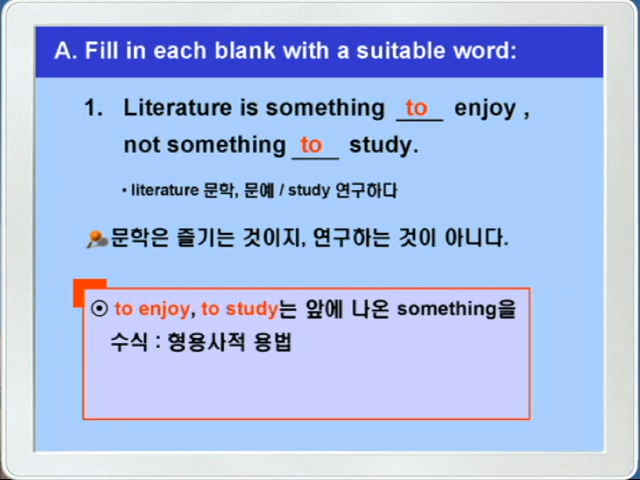 A. Fill in each blank with a suitable word:
1. Literature is something to enjoy ,
not something to study.
• literature 문학, 문예 / study 연구하다
문학은 즐기는 것이지, 연구하는 것이 아니다.
⊙ to enjoy, to study는 앞에 나온 something을
수식 : 형용사적 용법